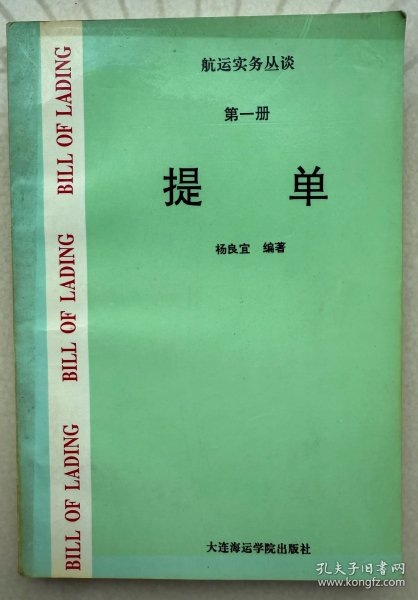 航运实务丛谈
第一册
提单
杨良宜 编著
BILL OF LADING
BILL OF LADING
BILL OF LADING
大连海运学院出版社
孔夫子旧书网
www.kongfz.com